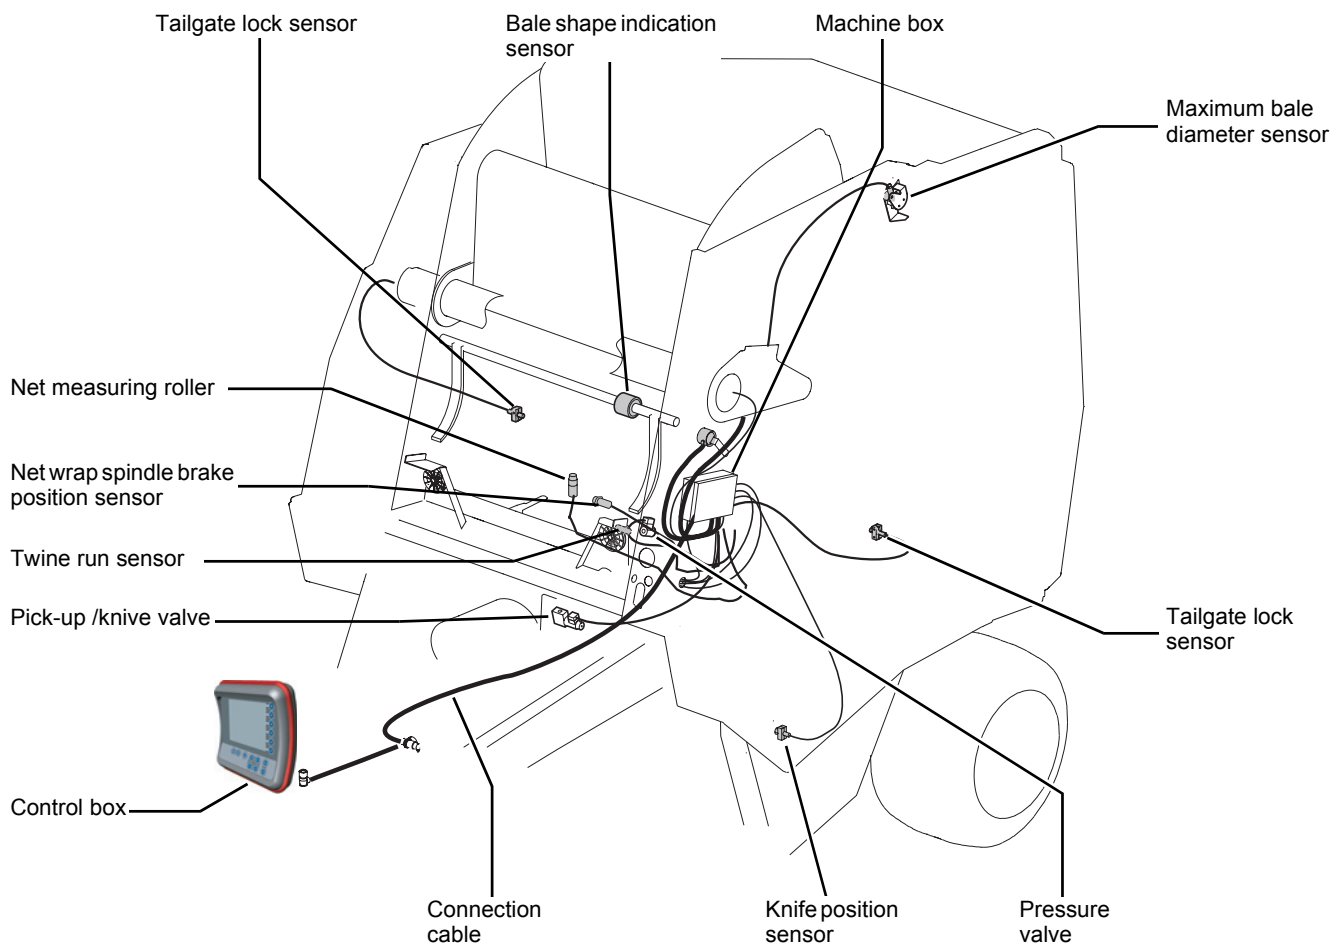 Tailgate lock sensor
Bale shape indication
sensor
Machine box
Maximum bale
diameter sensor
Net measuring roller
Net wrap spindle brake
position sensor
Twine run sensor
Pick-up /knive valve
Tailgate lock
sensor
Control box
Connection
cable
Knife position
sensor
Pressure
valve